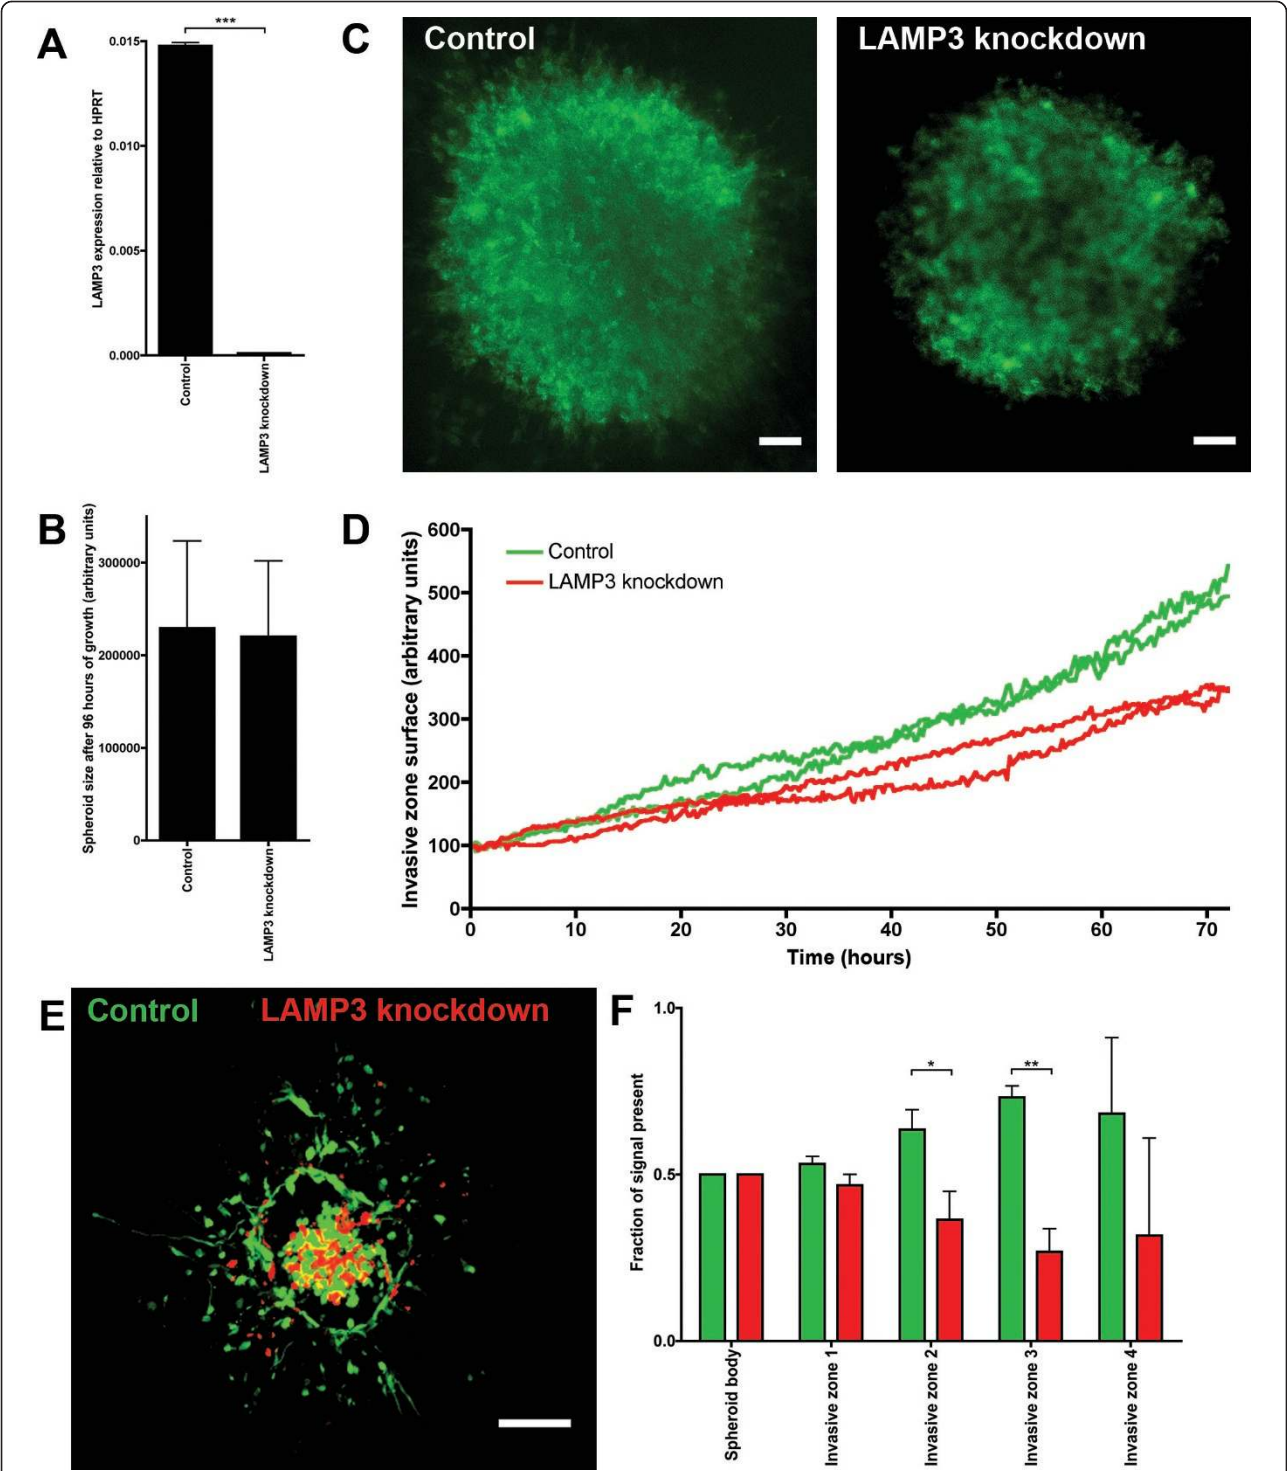 A
***
0.015
0.010
0.005
0.000
LAMP3 expression relative to HPRT
Control
LAMP3 knockdown
C
Control
LAMP3 knockdown
B
300000
200000
100000
0
Spheroid size after 96 hours of growth (arbitrary units)
Control
LAMP3 knockdown
D
600
500
400
300
200
100
0
Invasive zone surface (arbitrary units)
Control
LAMP3 knockdown
0 10 20 30 40 50 60 70
Time (hours)
E
Control LAMP3 knockdown
F
1.0
0.5
0.0
Fraction of signal present
*
**
Spheroid body
Invasive zone 1
Invasive zone 2
Invasive zone 3
Invasive zone 4